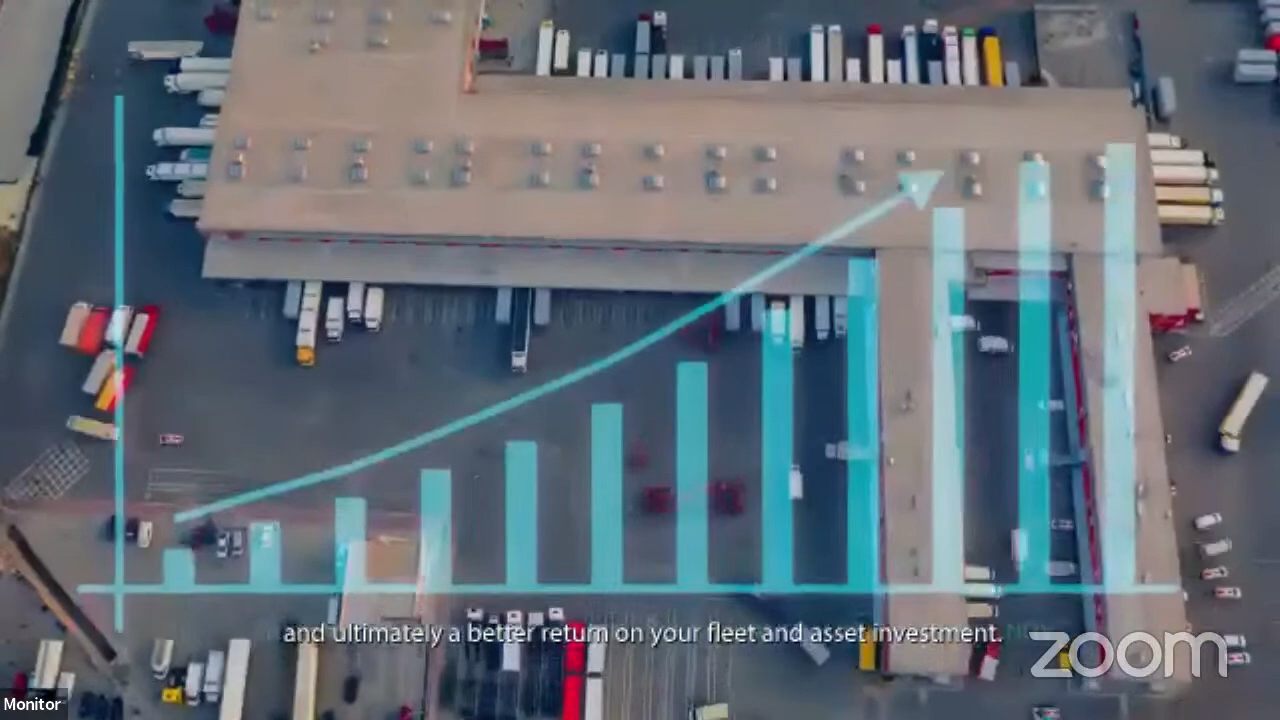 and ultimately a better return on your fleet and asset investment.
zoom
Monitor